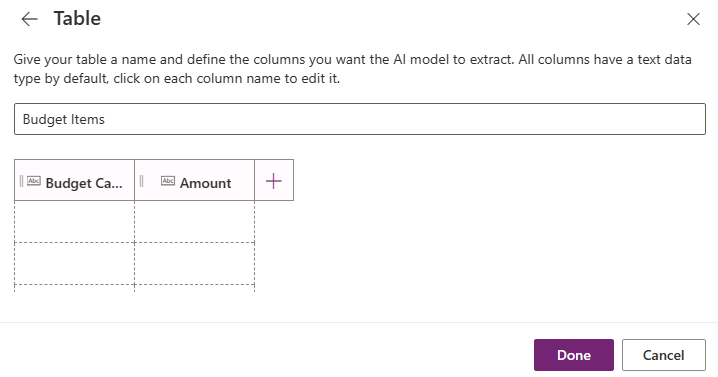 Table
Give your table a name and define the columns you want the AI model to extract. All columns have a text data
type by default, click on each column name to edit it.
Budget Items
Abc Budget Ca... Abc Amount
Done Cancel